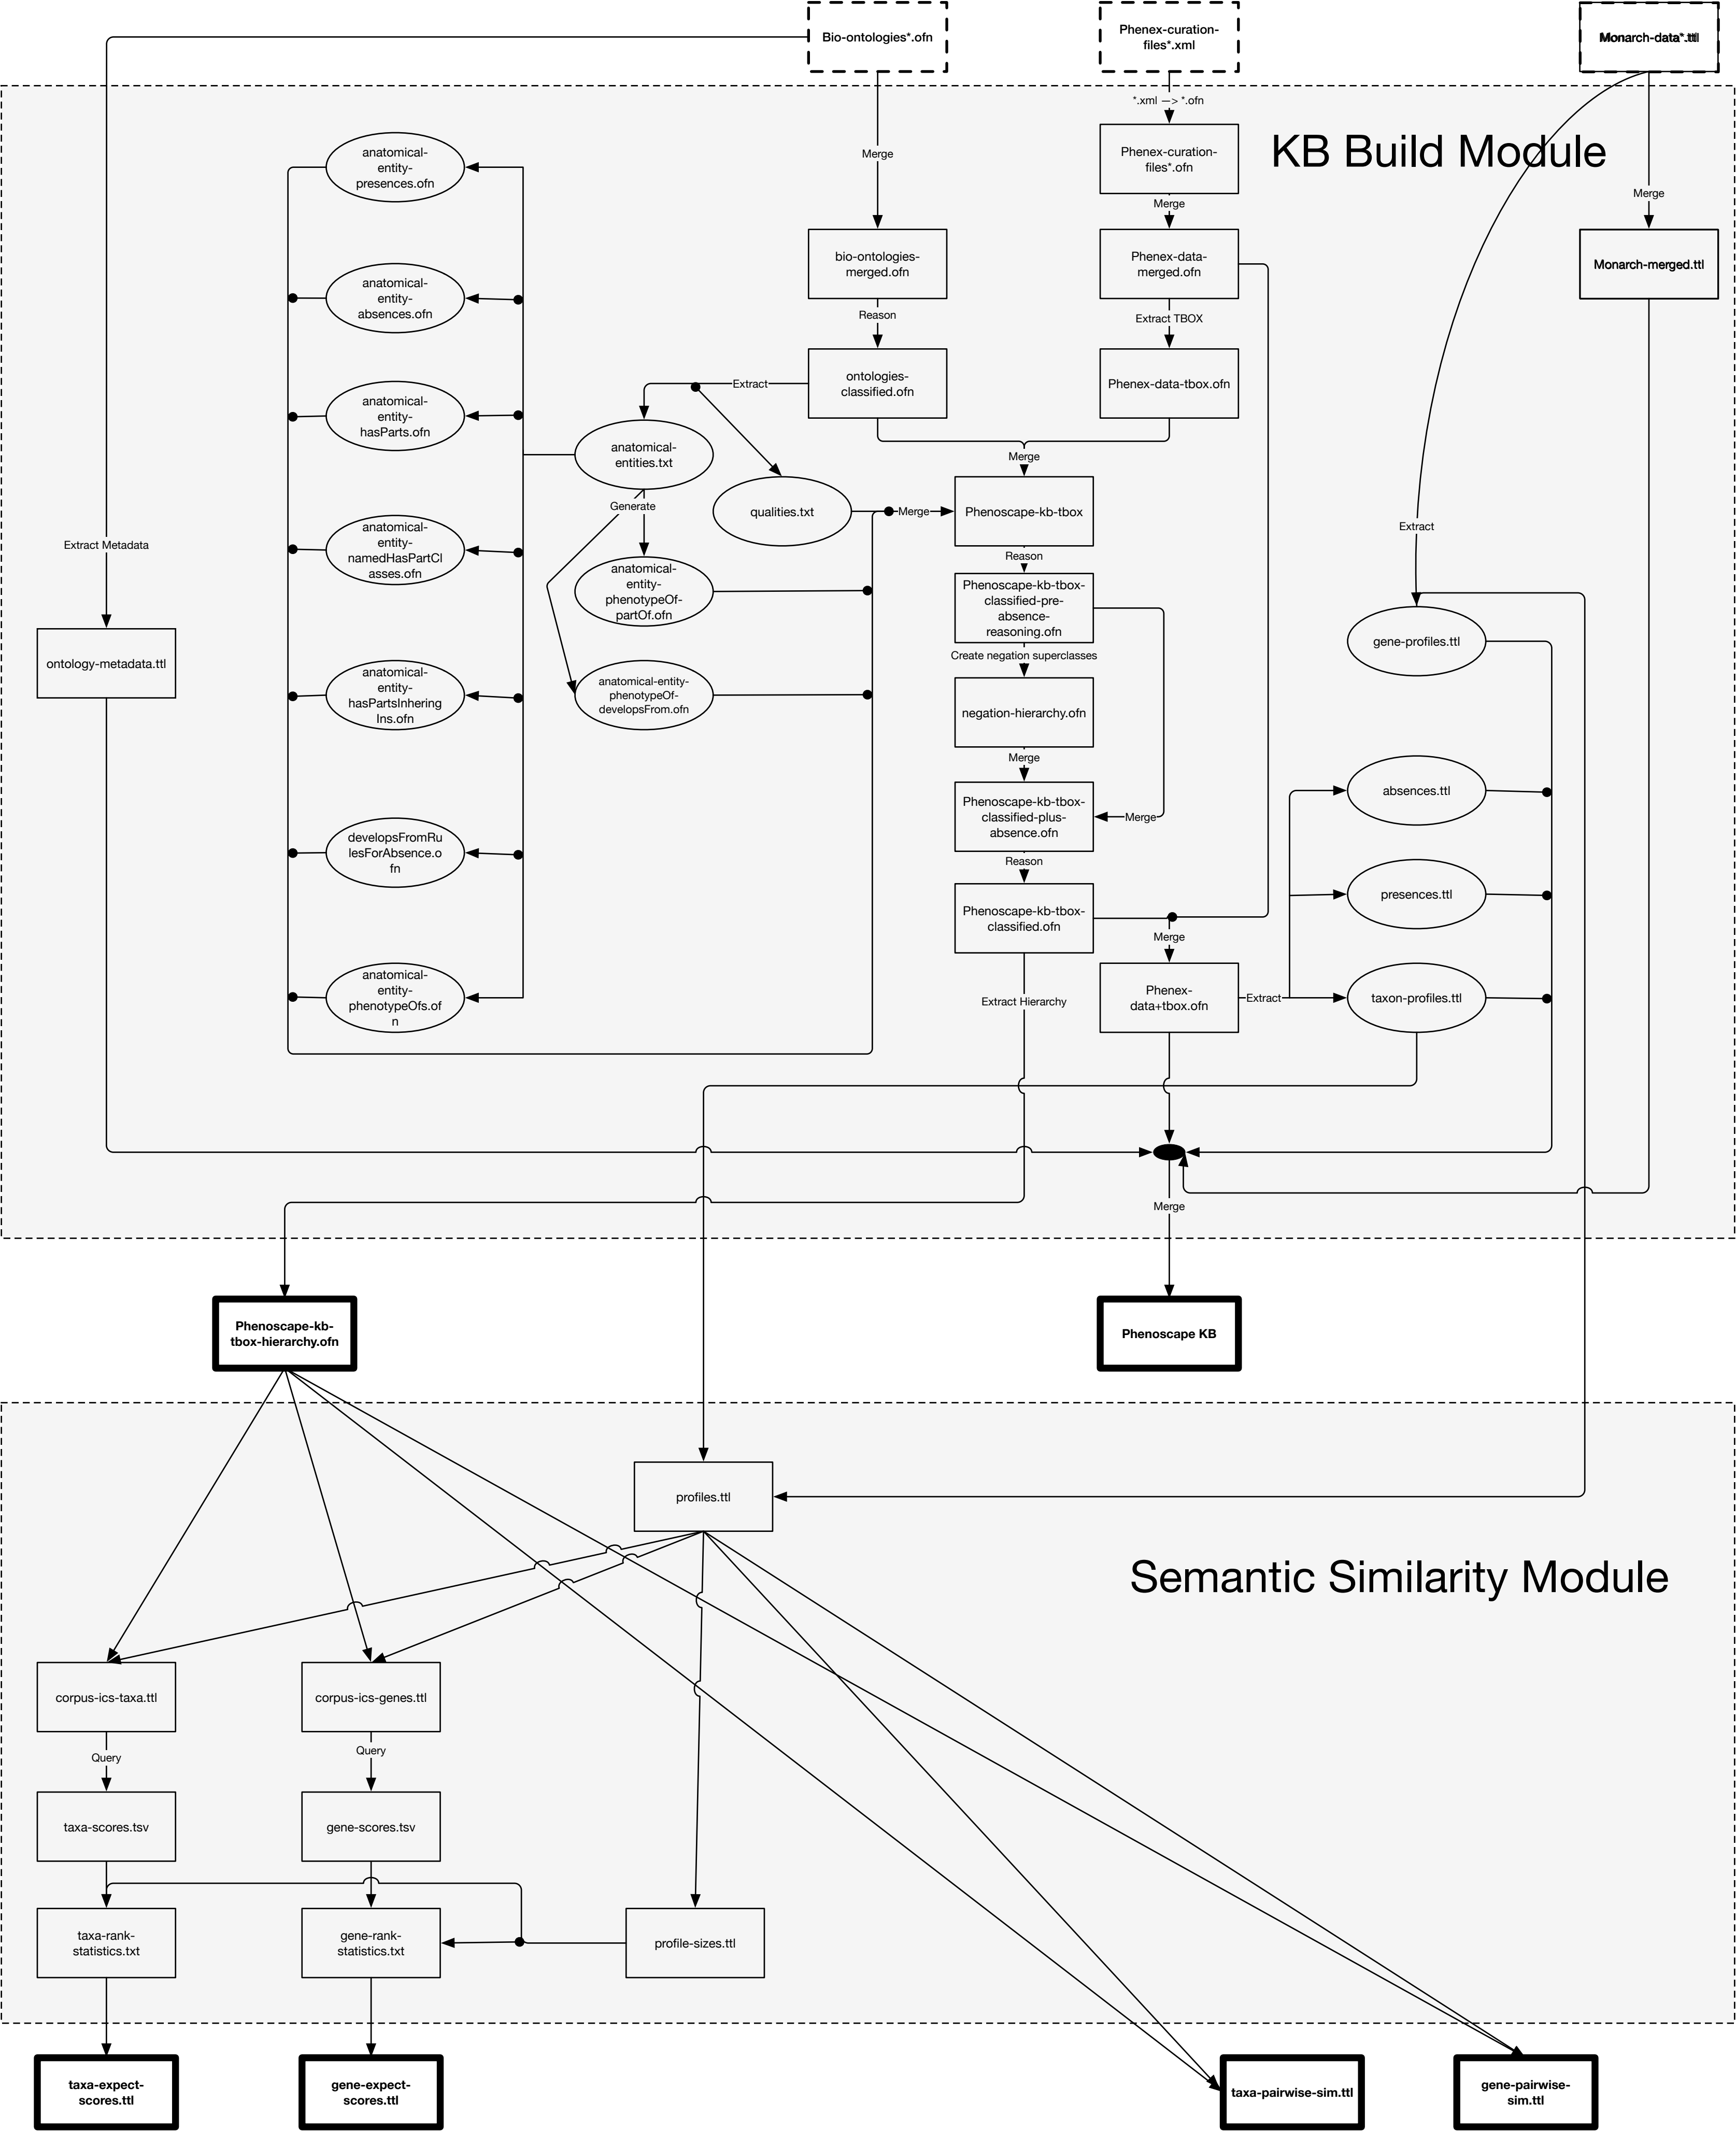 Bio-ontologies*.ofn
Phenex-curation-
files*.xml
Monarch-data*.ttl
*.xml —> *.ofn
KB Build Module
anatomical-
entity-
presences.ofn
Merge
Phenex-curation-
files*.ofn
Merge
Merge
bio-ontologies-
merged.ofn
Phenex-data-
merged.ofn
Monarch-merged.ttl
anatomical-
entity-
absences.ofn
Reason
Extract TBOX
ontologies-
classified.ofn
Phenex-data-tbox.ofn
Extract
anatomical-
entity-
hasParts.ofn
anatomical-
entities.txt
Merge
Generate
qualities.txt
Merge
Phenoscape-kb-tbox
Extract
Extract Metadata
anatomical-
entity-
namedHasPartCl
asses.ofn
Reason
anatomical-
entity-
phenotypeOf-
partOf.ofn
Phenoscape-kb-tbox-
classified-pre-
absence-
reasoning.ofn
gene-profiles.ttl
Create negation superclasses
ontology-metadata.ttl
anatomical-
entity-
hasPartsInhering
Ins.ofn
anatomical-entity-
phenotypeOf-
developsFrom.ofn
negation-hierarchy.ofn
Merge
absences.ttl
Phenoscape-kb-tbox-
classified-plus-
absence.ofn
Merge
developsFromRu
lesForAbsence.o
fn
Reason
presences.ttl
Phenoscape-kb-tbox-
classified.ofn
Merge
anatomical-
entity-
phenotypeOfs.of
n
Extract Hierarchy
Phenex-
data+tbox.ofn
Extract
taxon-profiles.ttl
Merge
Phenoscape-kb-
tbox-hierarchy.ofn
Phenoscape KB
profiles.ttl
Semantic Similarity Module
corpus-ics-taxa.ttl
corpus-ics-genes.ttl
Query
Query
taxa-scores.tsv
gene-scores.tsv
taxa-rank-
statistics.txt
gene-rank-
statistics.txt
profile-sizes.ttl
taxa-expect-
scores.ttl
gene-expect-
scores.ttl
taxa-pairwise-sim.ttl
gene-pairwise-
sim.ttl